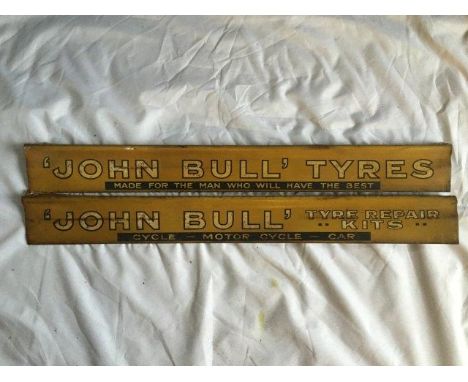 'JOHN BULL' TYRES
MADE FOR THE MAN WHO WILL HAVE THE BEST
'JOHN BULL' TYRE REPAIR
" KITS "
CYCLE - MOTOR CYCLE - CAR